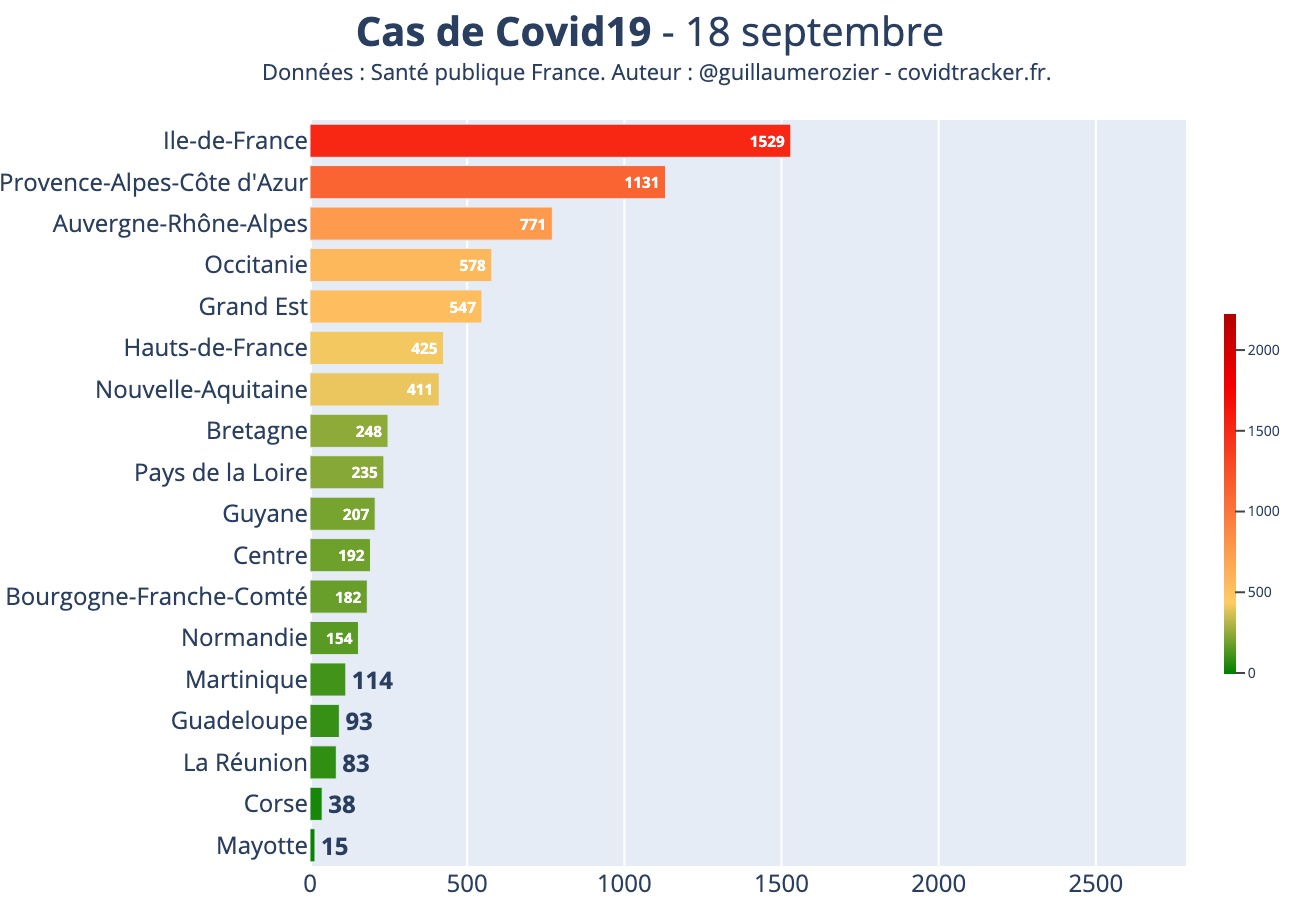 Cas de Covid19 - 18 septembre
Données : Santé publique France. Auteur : @guillaumerozier - covidtracker.fr.
Ile-de-France 1529
Provence-Alpes-Côte d'Azur 1131
Auvergne-Rhône-Alpes 771
Occitanie 578
Grand Est 547
Hauts-de-France 425
Nouvelle-Aquitaine 411
Bretagne 248
Pays de la Loire 235
Guyane 207
Centre 192
Bourgogne-Franche-Comté 182
Normandie 154
Martinique 114
Guadeloupe 93
La Réunion 83
Corse 38
Mayotte 15
0 500 1000 1500 2000 2500
2000
1500
1000
500
0